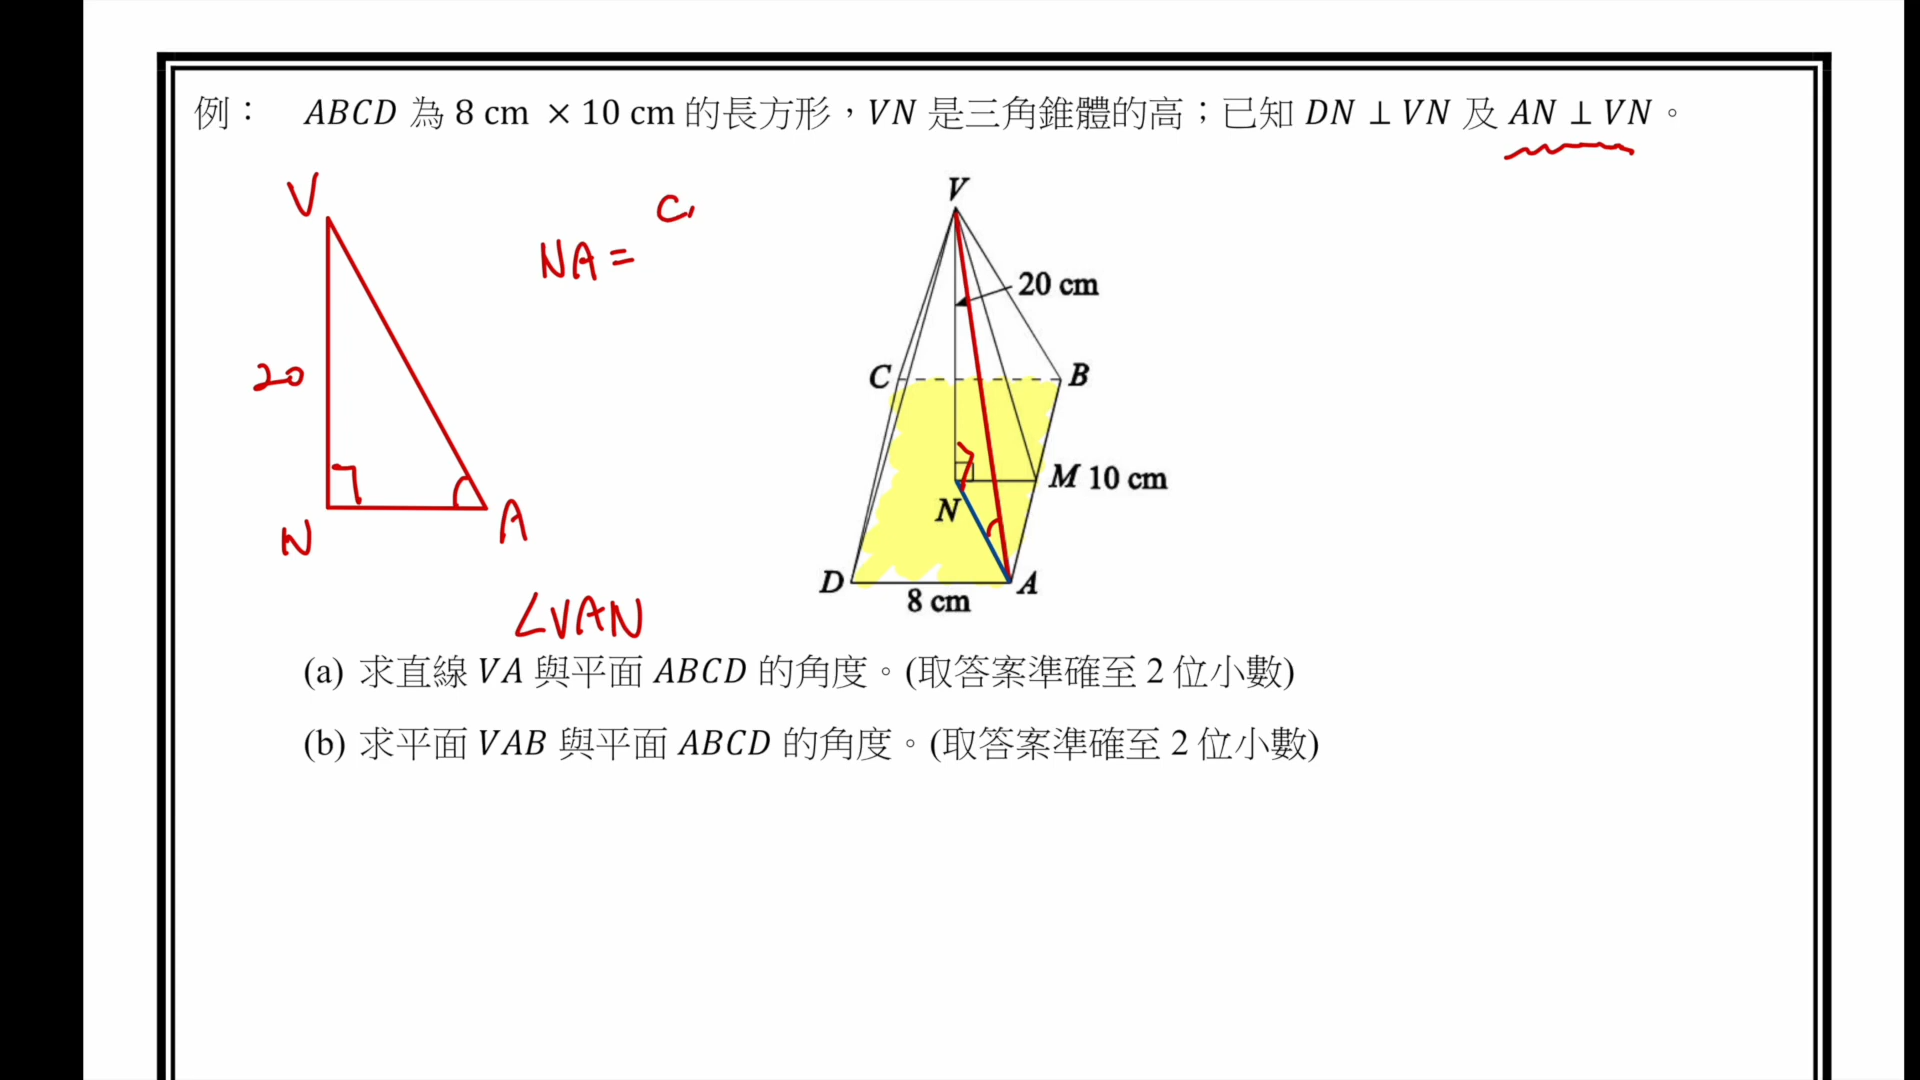 例： ABCD 為 8 cm × 10 cm 的長方形，VN 是三角錐體的高；已知 DN ⊥ VN 及 AN ⊥ VN。
V
C
NA =
V
20 cm
20
C
B
M 10 cm
N
N
A
D
A
8 cm
∠VAN
(a) 求直線 VA 與平面 ABCD 的角度。(取答案準確至 2 位小數)
(b) 求平面 VAB 與平面 ABCD 的角度。(取答案準確至 2 位小數)